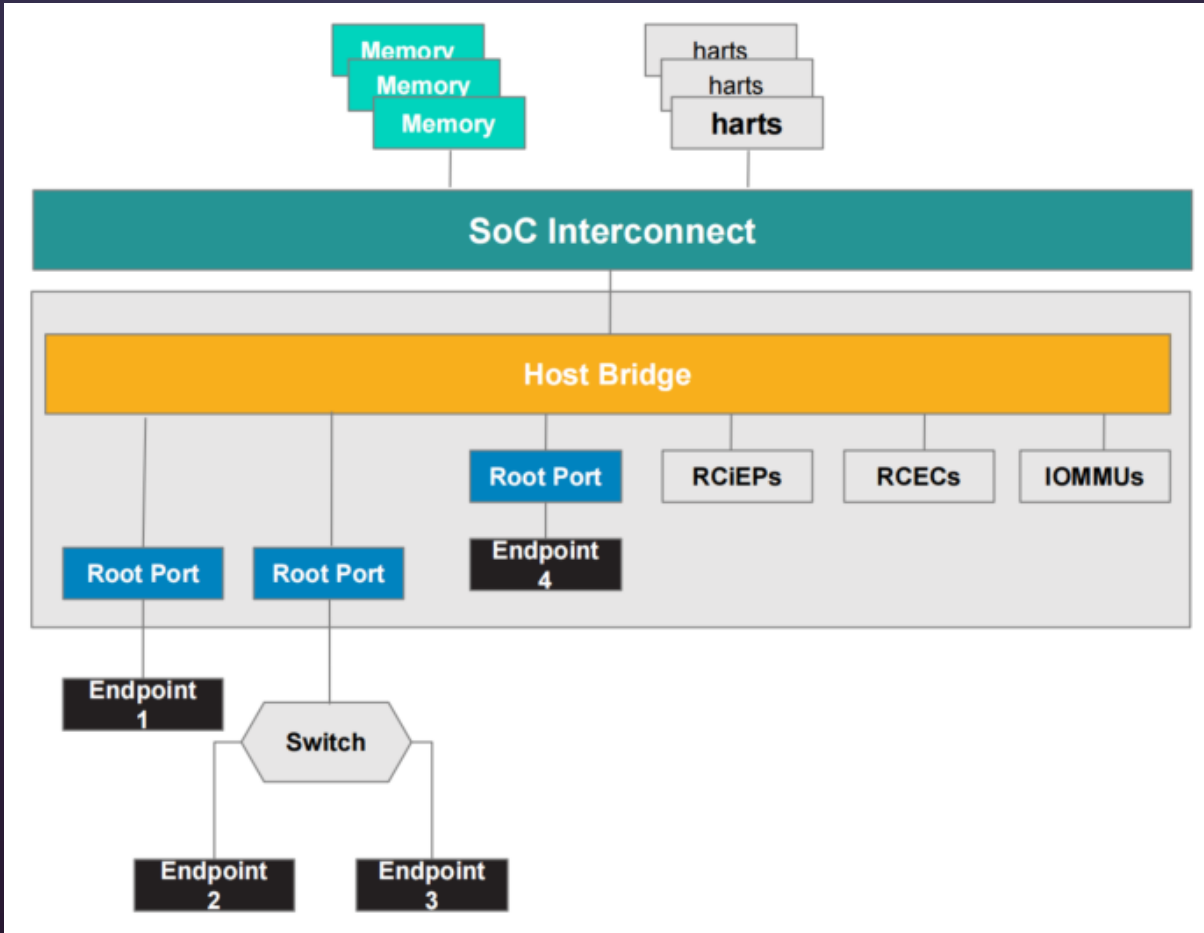 Memory
harts
Memory
harts
Memory
harts
SoC Interconnect
Host Bridge
Root Port
RCiEPs
RCECs
IOMMUs
Endpoint
4
Root Port
Root Port
Endpoint
1
Switch
Endpoint
2
Endpoint
3